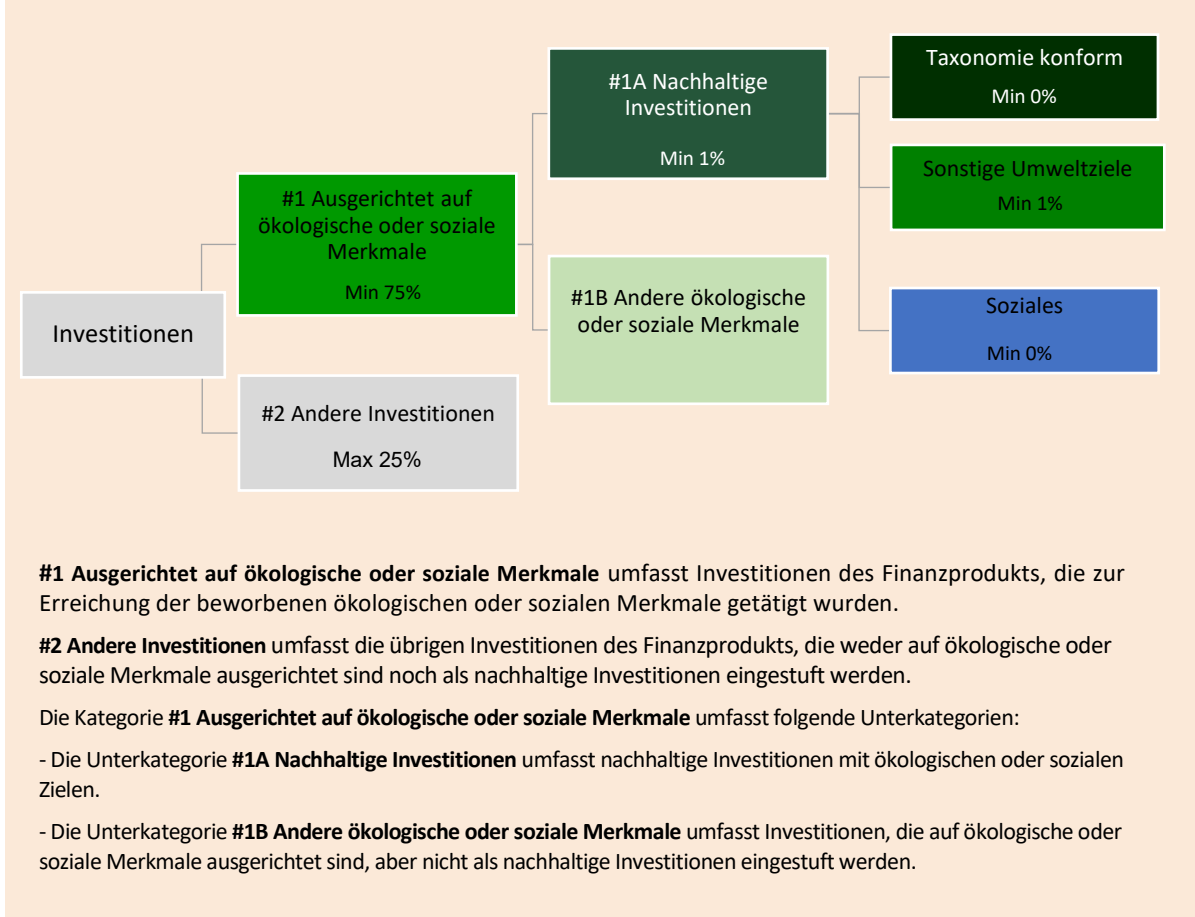 Investitionen
#1 Ausgerichtet auf
ökologische oder soziale
Merkmale
Min 75%
#2 Andere Investitionen
Max 25%
#1A Nachhaltige
Investitionen
Min 1%
#1B Andere ökologische
oder soziale Merkmale
Taxonomie konform
Min 0%
Sonstige Umweltziele
Min 1%
Soziales
Min 0%
#1 Ausgerichtet auf ökologische oder soziale Merkmale umfasst Investitionen des Finanzprodukts, die zur
Erreichung der beworbenen ökologischen oder sozialen Merkmale getätigt wurden.
#2 Andere Investitionen umfasst die übrigen Investitionen des Finanzprodukts, die weder auf ökologische oder
soziale Merkmale ausgerichtet sind noch als nachhaltige Investitionen eingestuft werden.
Die Kategorie #1 Ausgerichtet auf ökologische oder soziale Merkmale umfasst folgende Unterkategorien:
- Die Unterkategorie #1A Nachhaltige Investitionen umfasst nachhaltige Investitionen mit ökologischen oder sozialen
Zielen.
- Die Unterkategorie #1B Andere ökologische oder soziale Merkmale umfasst Investitionen, die auf ökologische oder
soziale Merkmale ausgerichtet sind, aber nicht als nachhaltige Investitionen eingestuft werden.